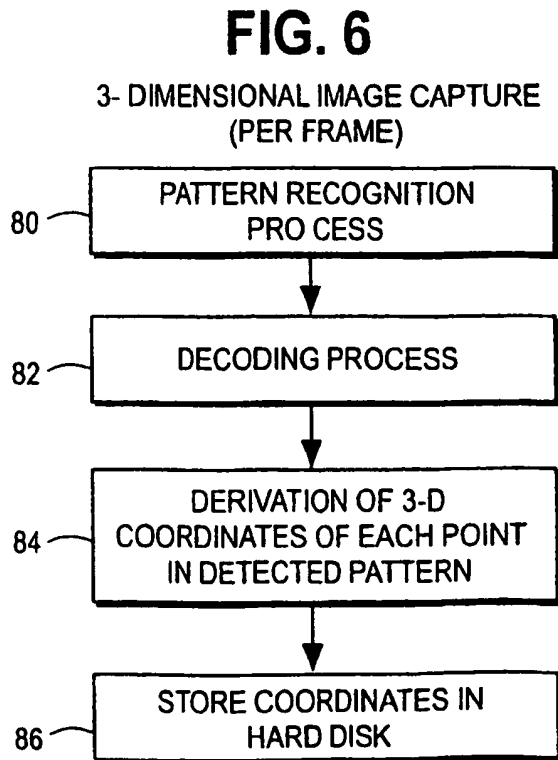 FIG. 6
3- DIMENSIONAL IMAGE CAPTURE
(PER FRAME)
80
PATTERN RECOGNITION
PRO CESS
82
DECODING PROCESS
84
DERIVATION OF 3-D
COORDINATES OF EACH POINT
IN DETECTED PATTERN
86
STORE COORDINATES IN
HARD DISK